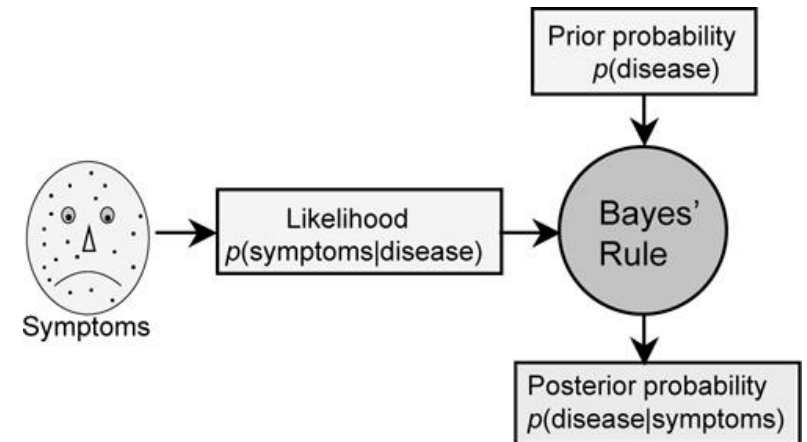 Prior probability
p(disease)
Likelihood
p(symptoms|disease)
Bayes’
Rule
Symptoms
Posterior probability
p(disease|symptoms)